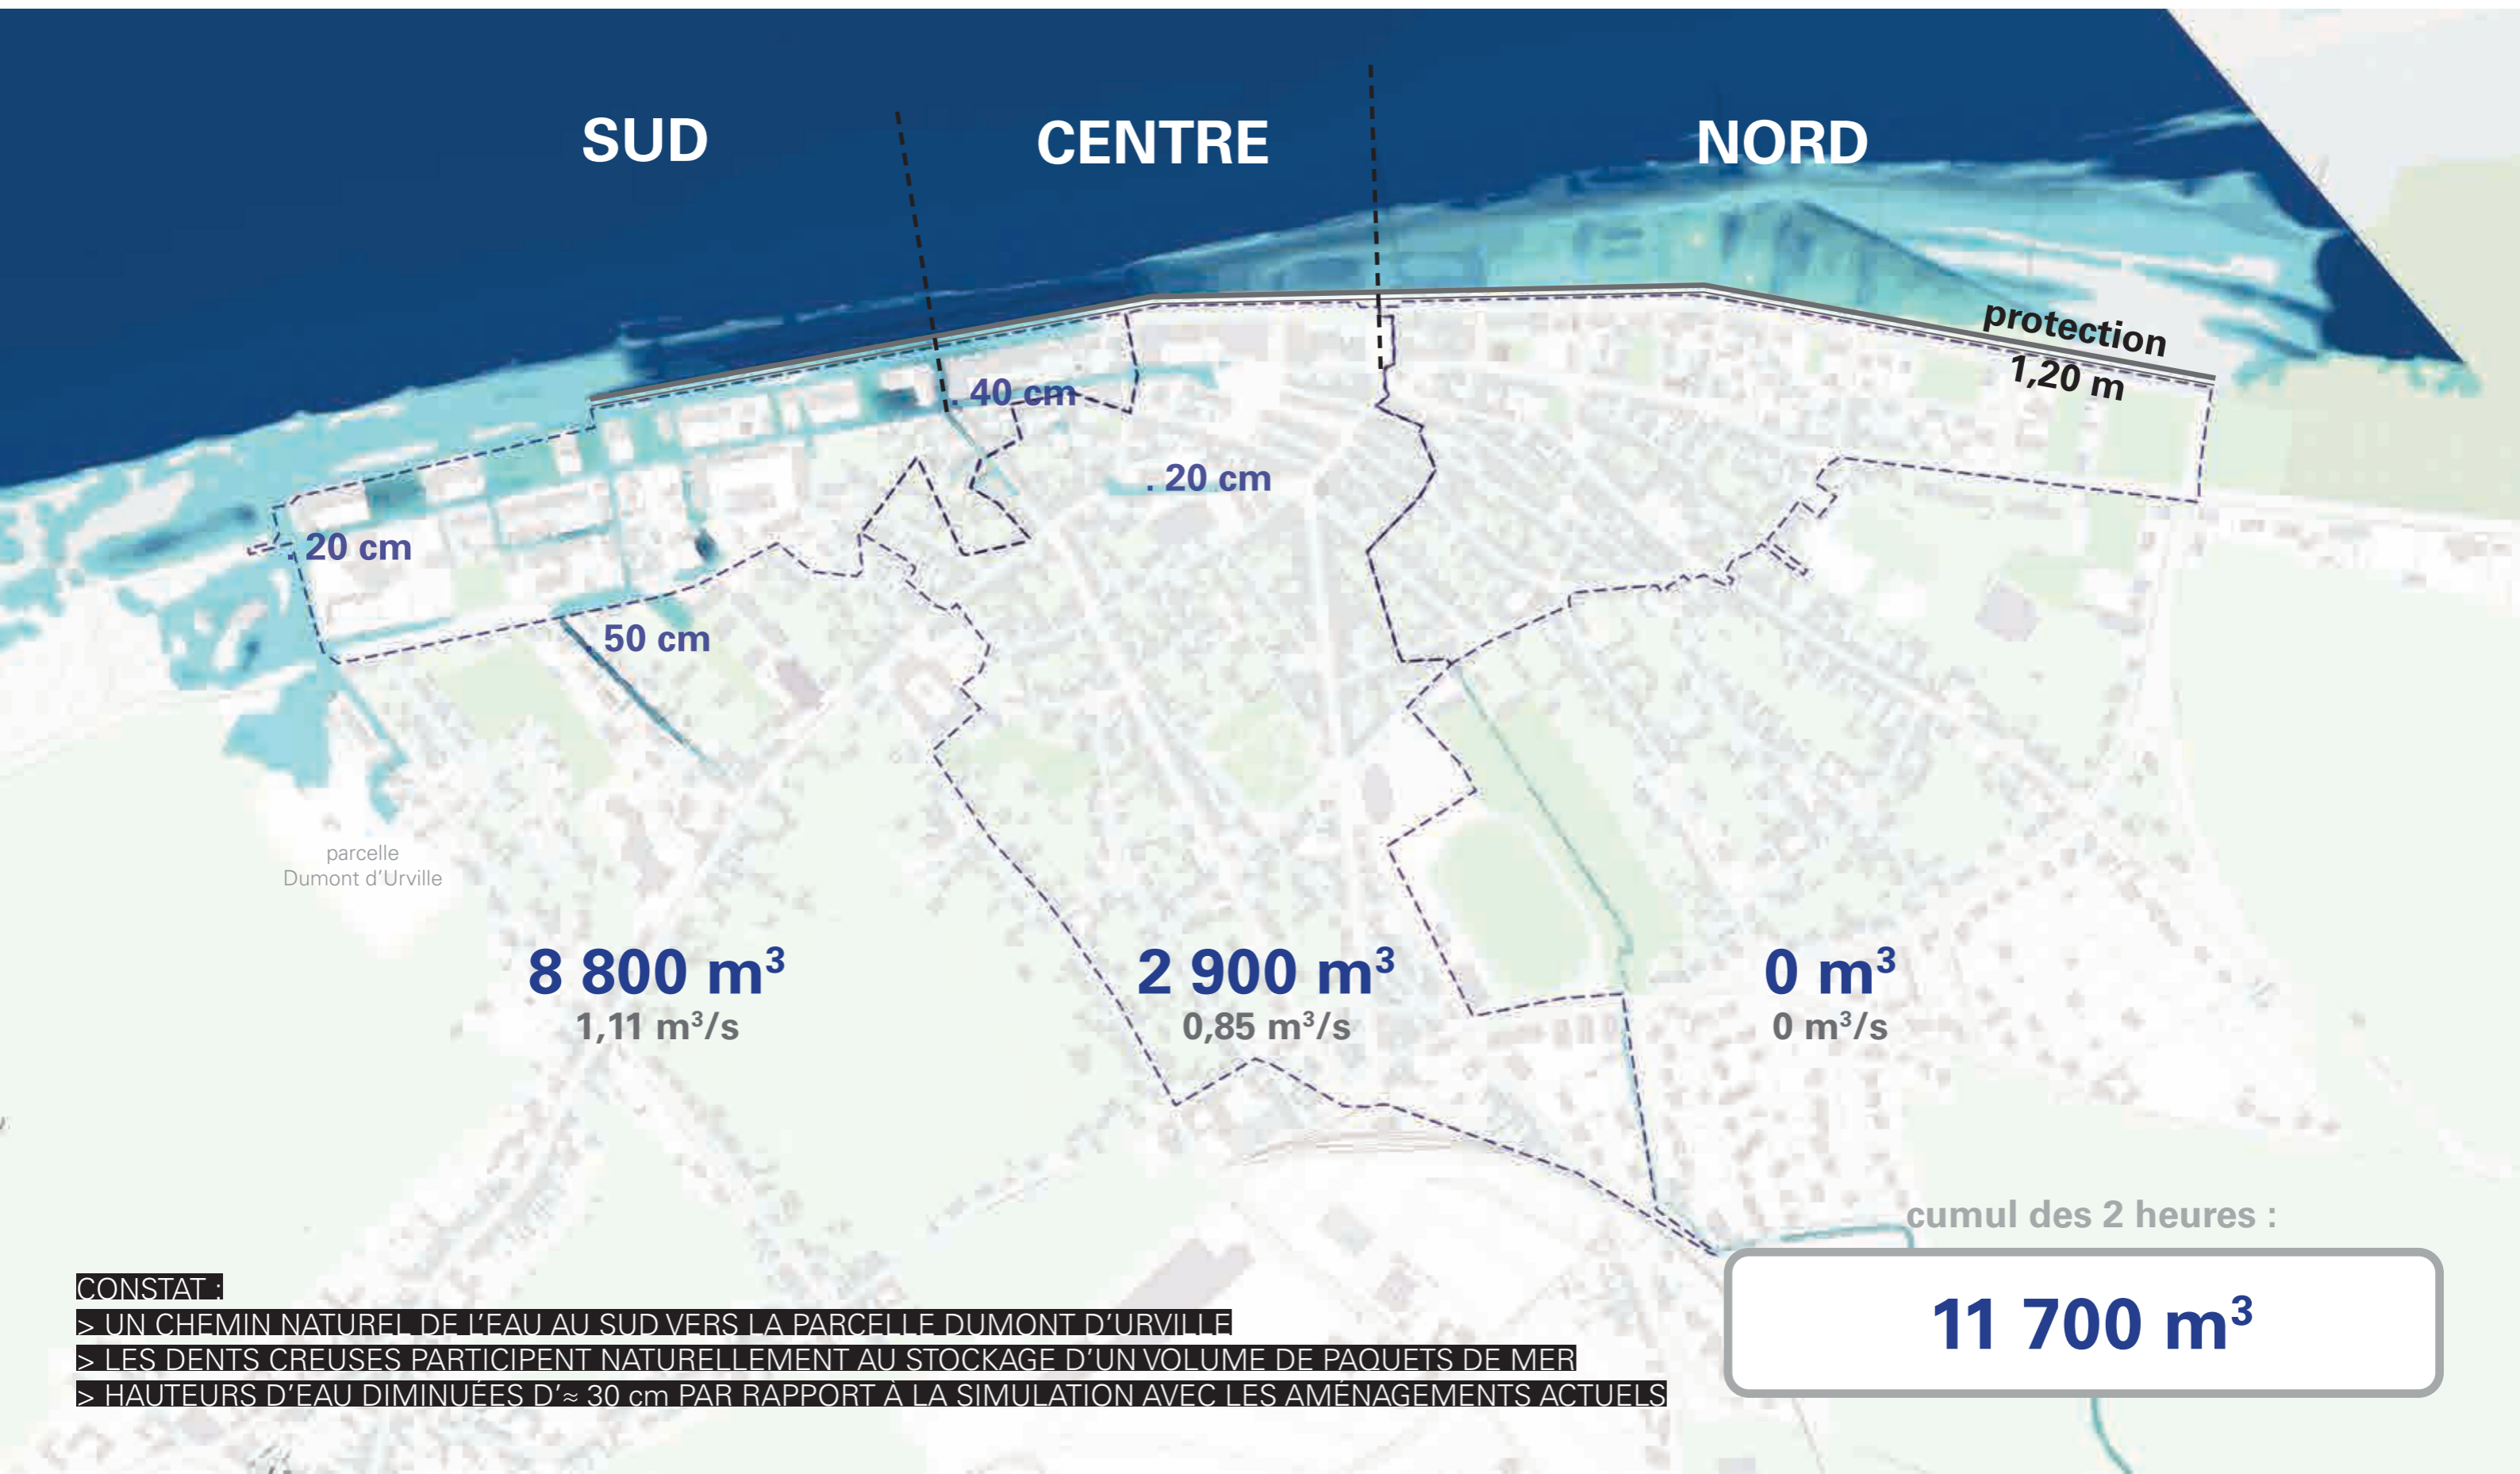 SUD
CENTRE
NORD
protection
1,20 m
. 40 cm
. 20 cm
. 20 cm
. 50 cm
parcelle
Dumont d'Urville
8 800 m³
1,11 m³/s
2 900 m³
0,85 m³/s
0 m³
0 m³/s
cumul des 2 heures :
11 700 m³
CONSTAT :
> UN CHEMIN NATUREL DE L'EAU AU SUD VERS LA PARCELLE DUMONT D'URVILLE
> LES DENTS CREUSES PARTICIPENT NATURELLEMENT AU STOCKAGE D'UN VOLUME DE PAQUETS DE MER
> HAUTEURS D'EAU DIMINUÉES D'≈ 30 cm PAR RAPPORT À LA SIMULATION AVEC LES AMÉNAGEMENTS ACTUELS